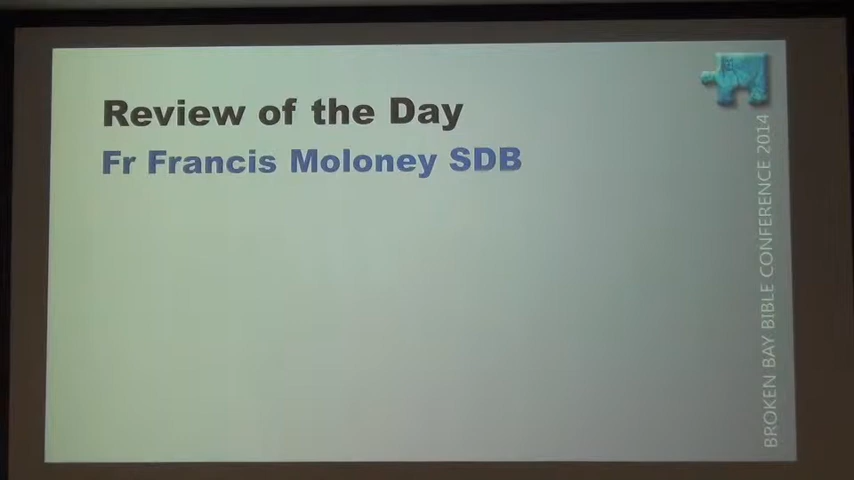 Review of the Day
Fr Francis Moloney SDB
BROKEN BAY BIBLE CONFERENCE 2014